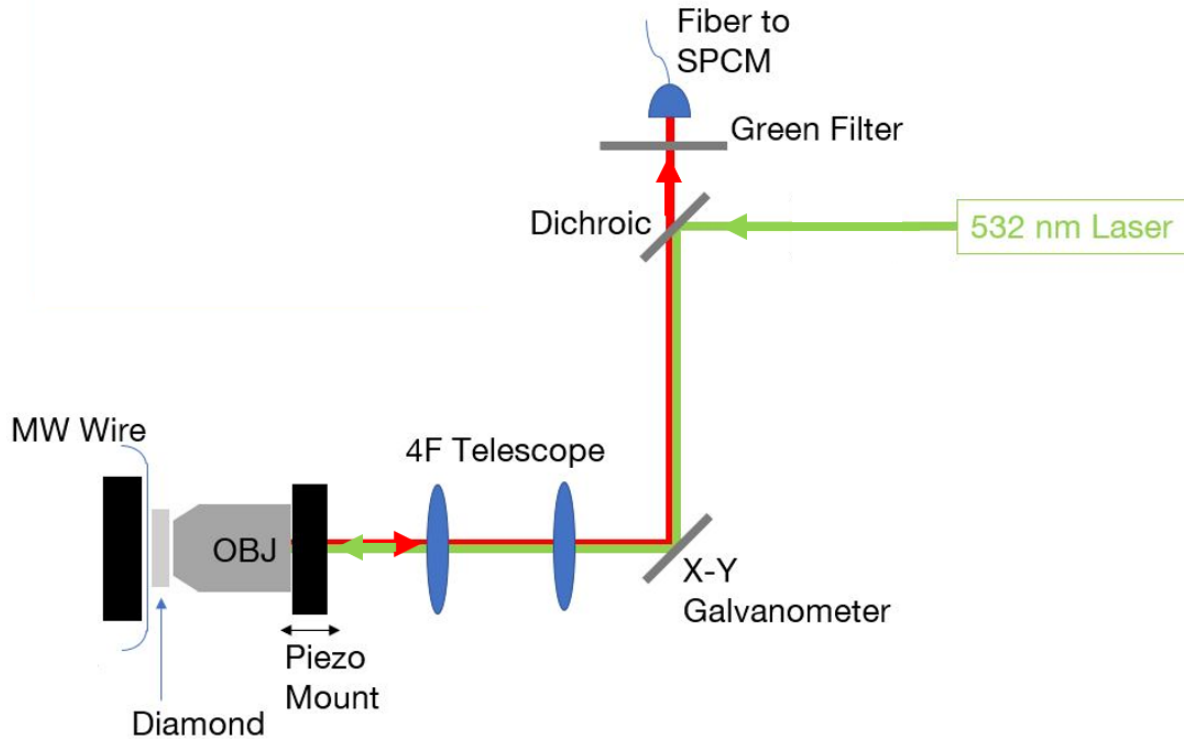 Fiber to
SPCM
Green Filter
Dichroic
532 nm Laser
MW Wire
4F Telescope
OBJ
X-Y
Galvanometer
Piezo
Mount
Diamond